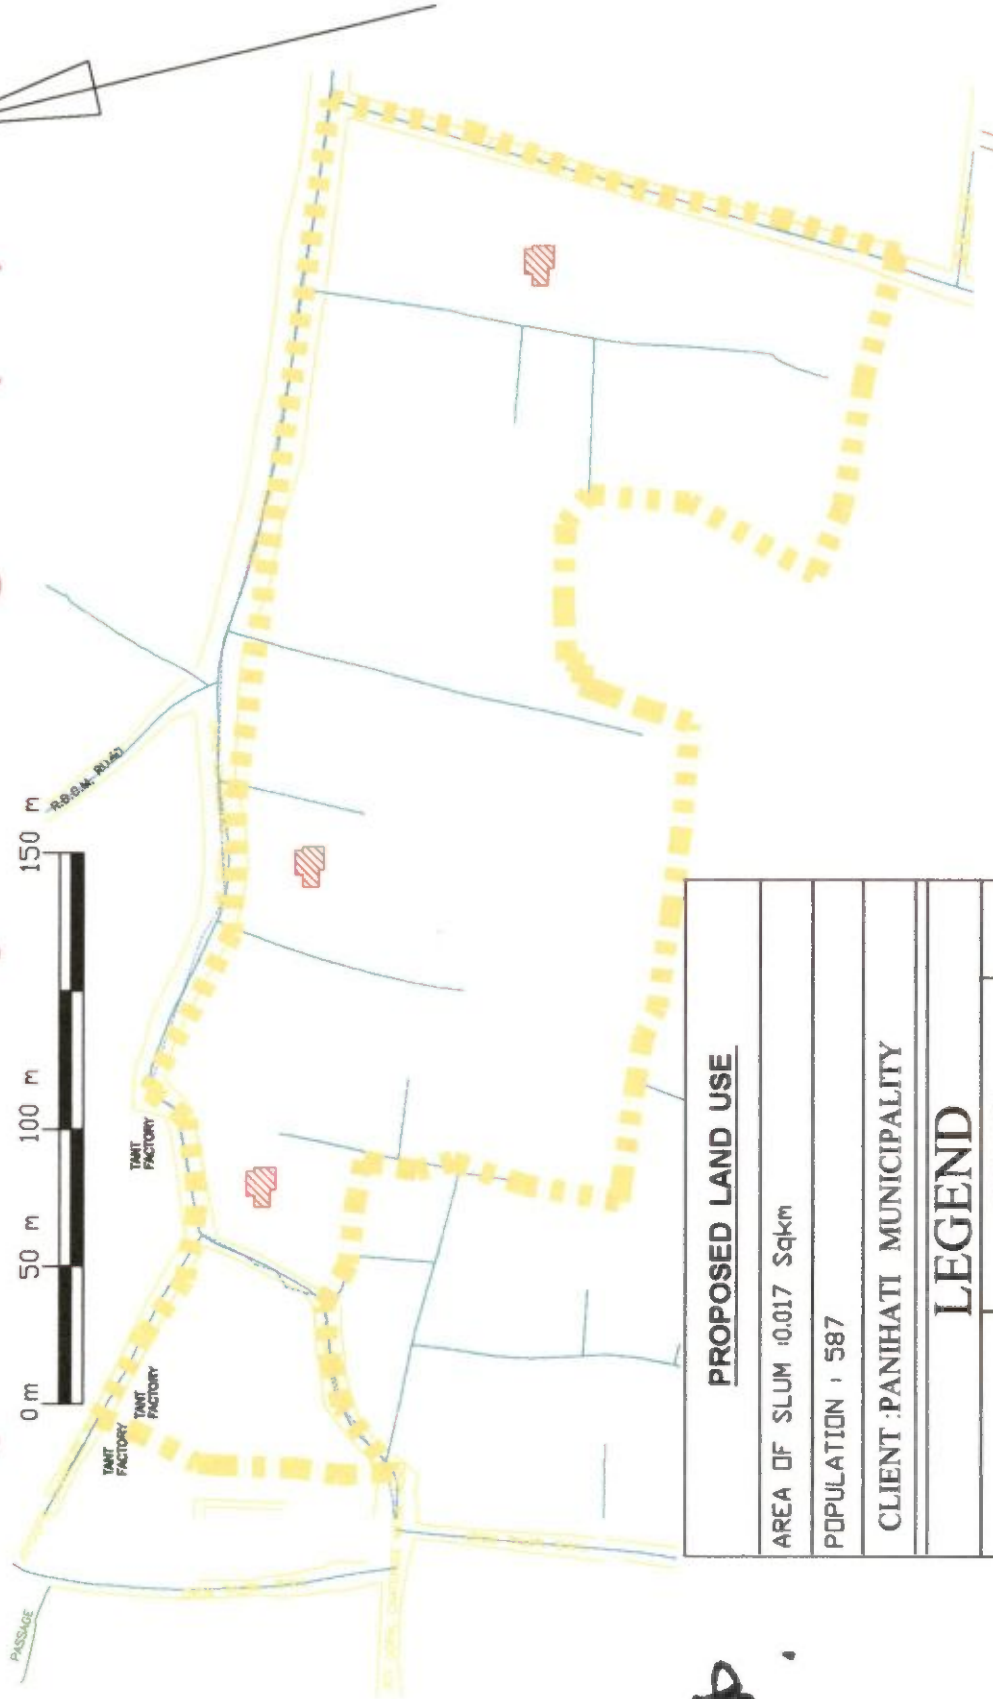 0m 50 m 100 m 150 m
R.B.G.M. ROAD
TANT
FACTORY
TANT
FACTORY
TANT
FACTORY
PASSAGE
PROPOSED LAND USE
AREA OF SLUM :0.017 Sqkm
POPULATION : 587
CLIENT :PANIHATI MUNICIPALITY
LEGEND